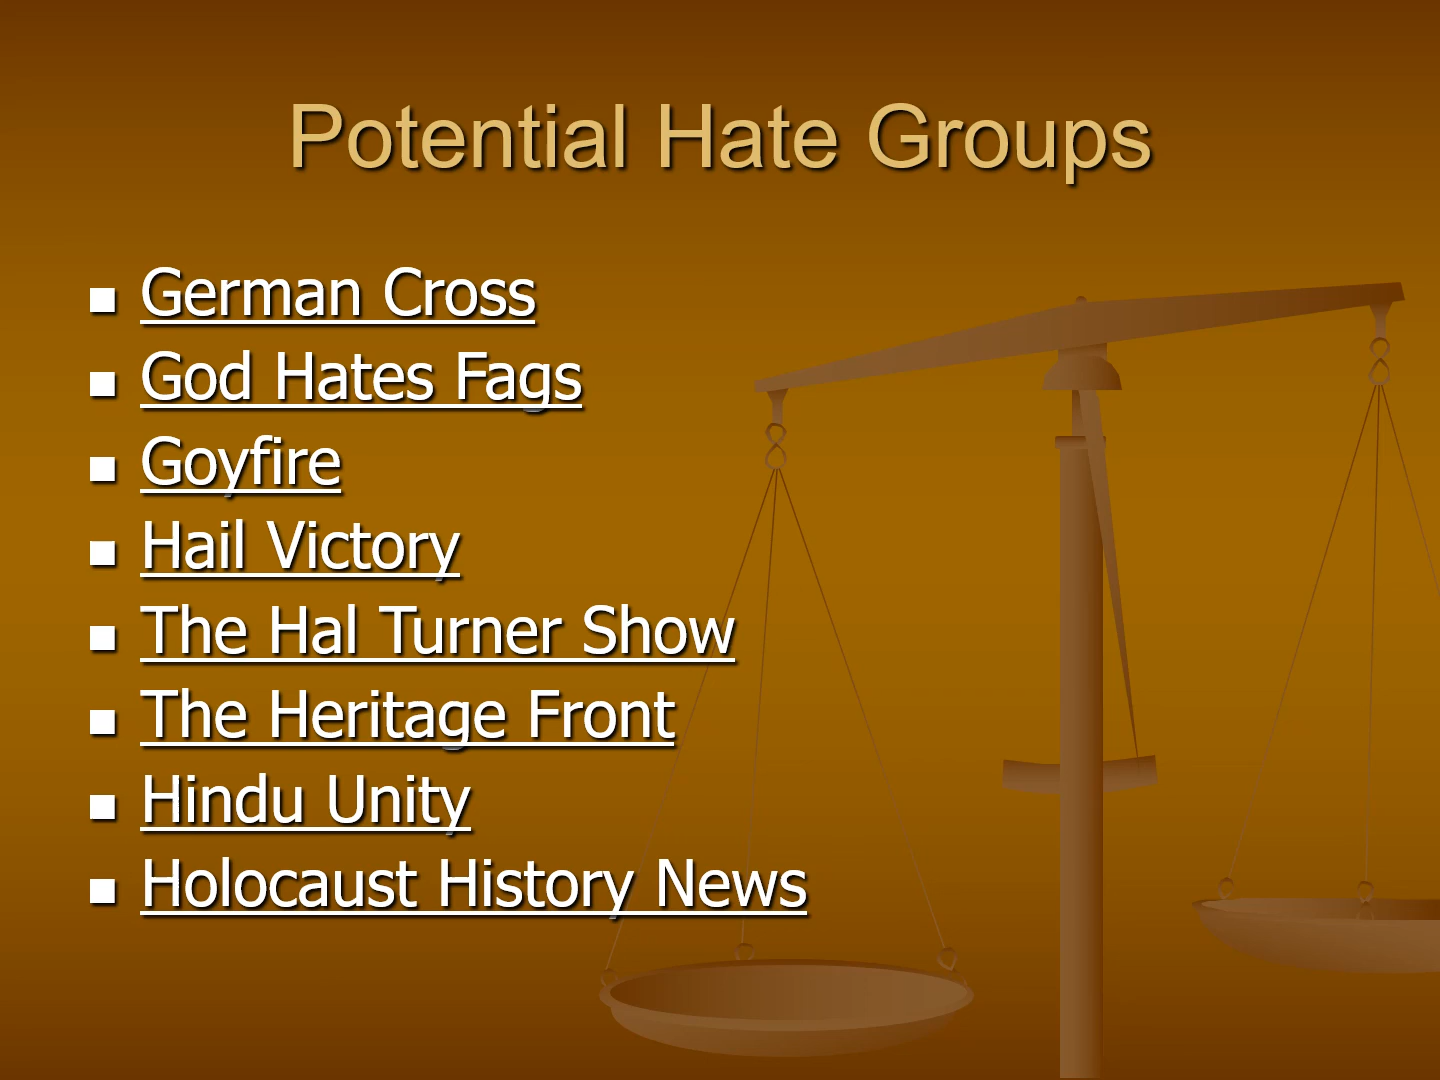 Potential Hate Groups
German Cross
God Hates Fags
Goyfire
Hail Victory
The Hal Turner Show
The Heritage Front
Hindu Unity
Holocaust History News